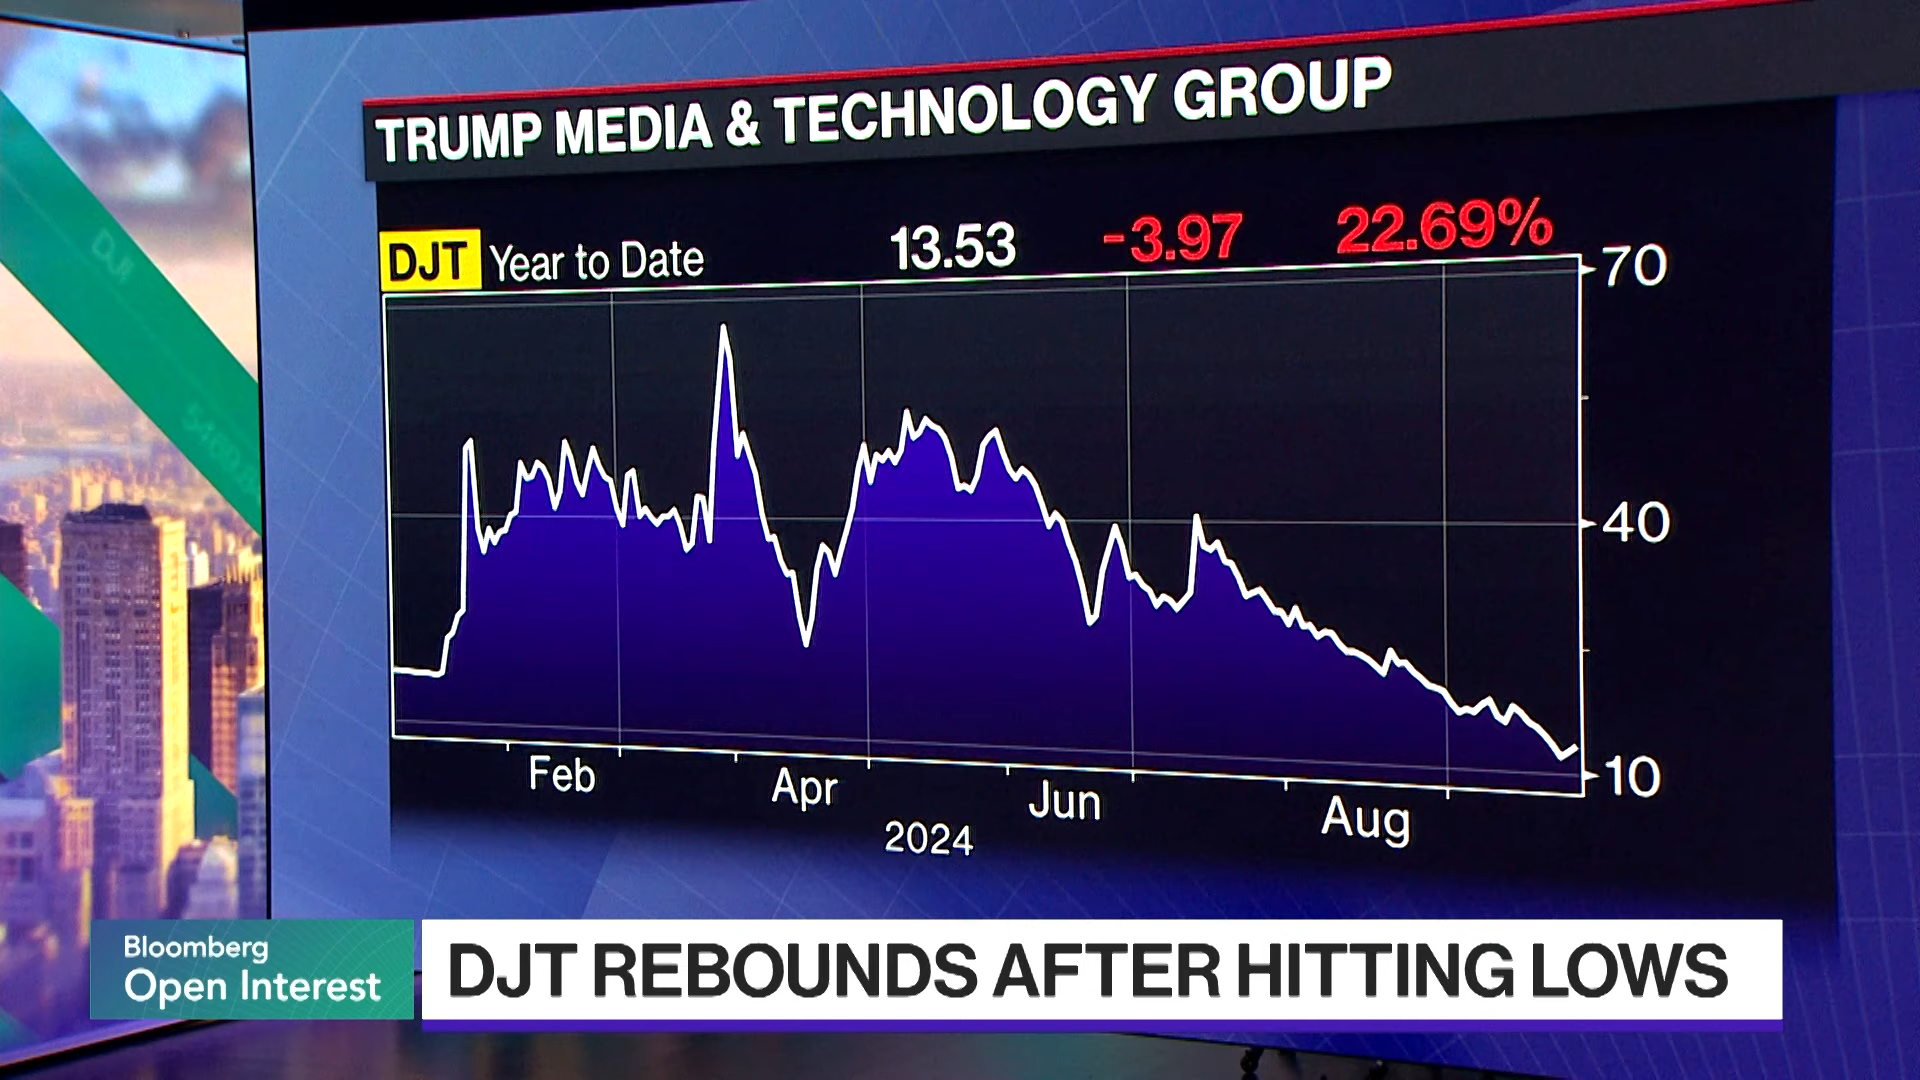 TRUMP MEDIA & TECHNOLOGY GROUP
DJT Year to Date 13.53 -3.97 22.69%
70
40
10
Feb Apr Jun Aug
2024
Bloomberg
Open Interest
DJT REBOUNDS AFTER HITTING LOWS